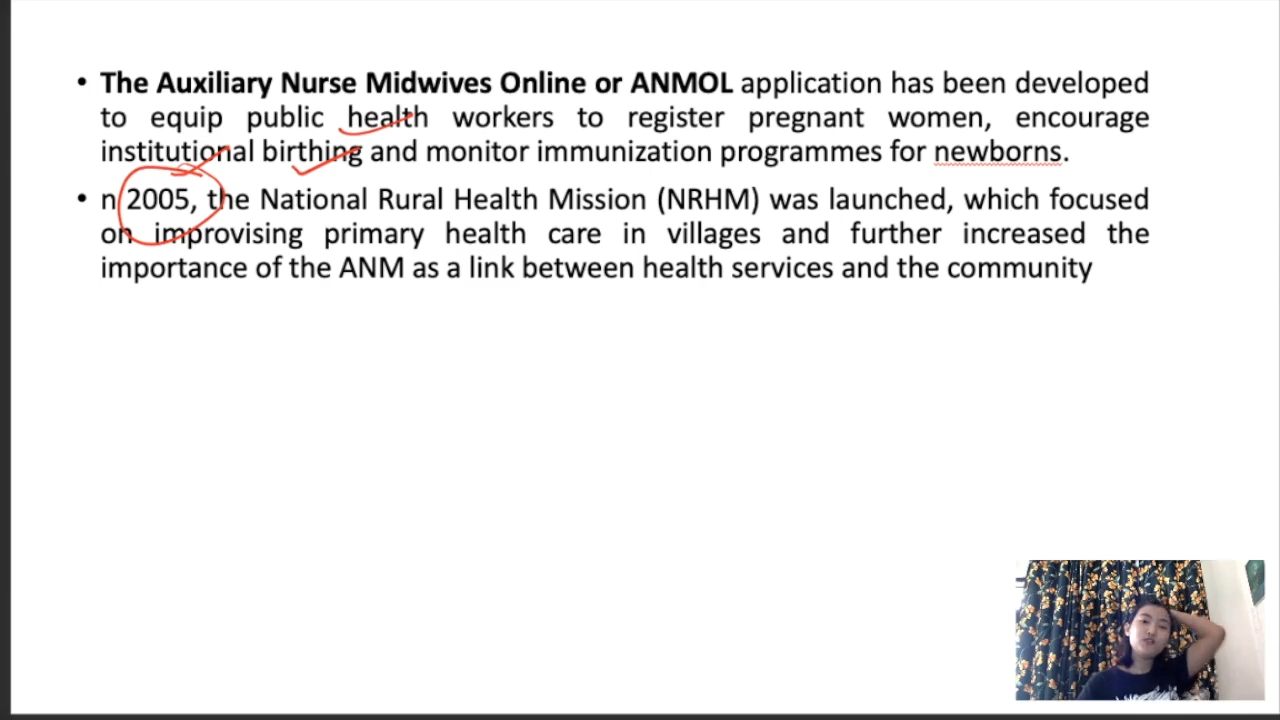 • The Auxiliary Nurse Midwives Online or ANMOL application has been developed
to equip public health workers to register pregnant women, encourage
institutional birthing and monitor immunization programmes for newborns.
• n 2005, the National Rural Health Mission (NRHM) was launched, which focused
on improvising primary health care in villages and further increased the
importance of the ANM as a link between health services and the community